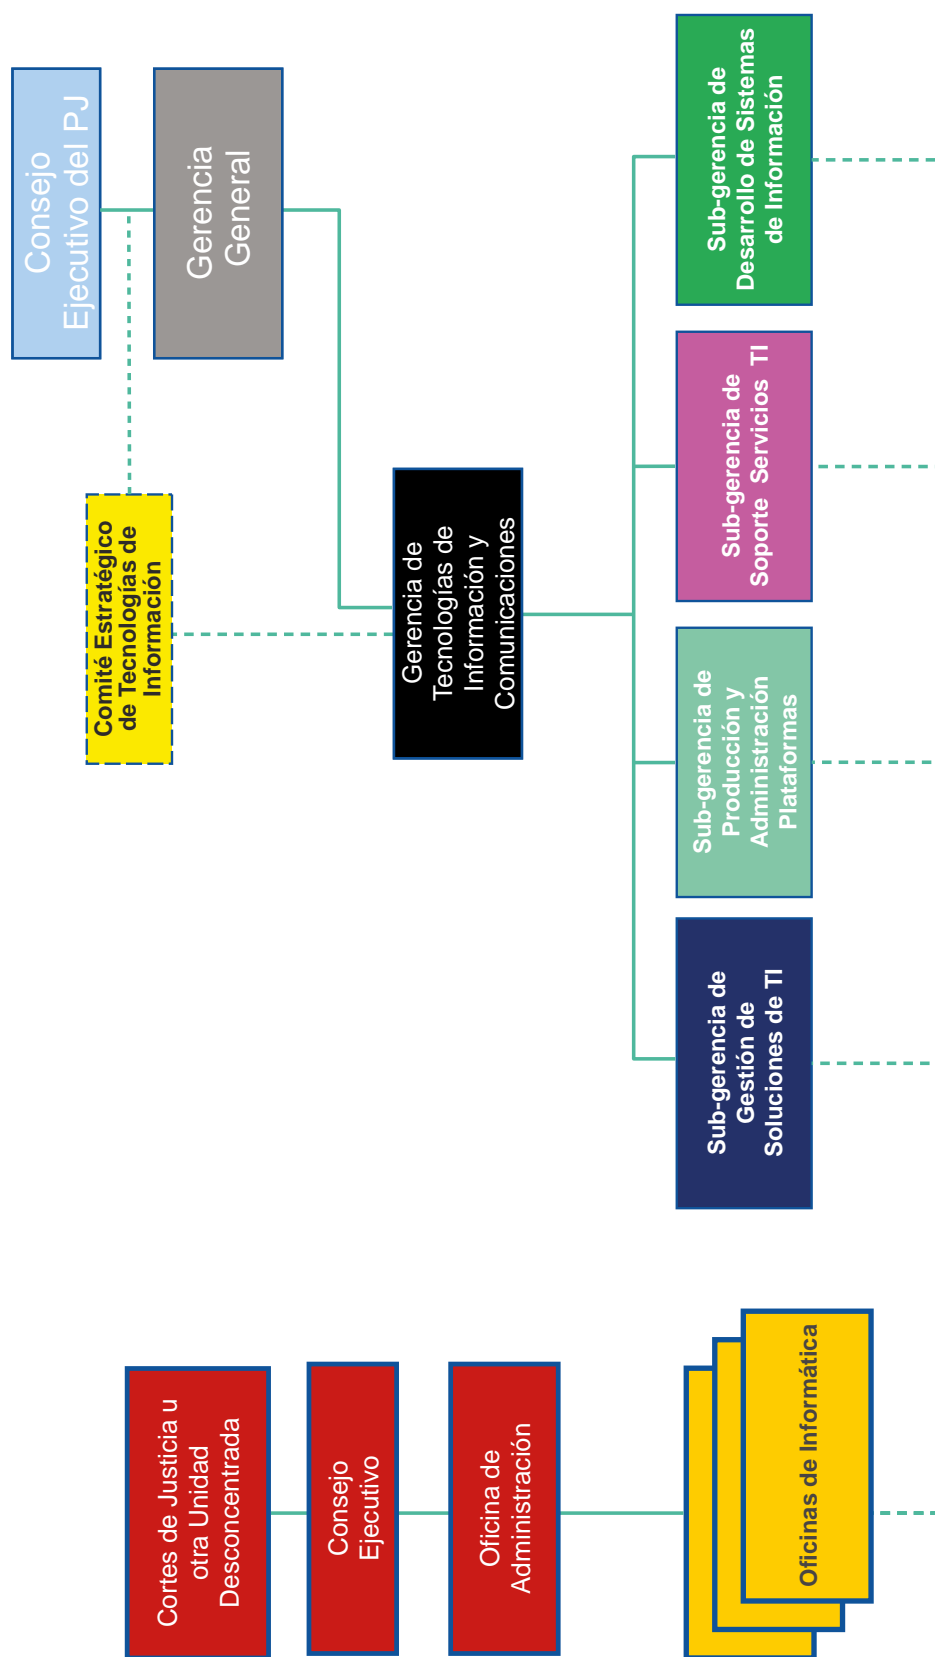 Consejo
Ejecutivo del PJ
Gerencia
General
Comité Estratégico
de Tecnologías de
Información
Gerencia de
Tecnologías de
Información y
Comunicaciones
Sub-gerencia de
Gestión de
Soluciones de TI
Sub-gerencia de
Producción y
Administración
Plataformas
Sub-gerencia de
Soporte Servicios TI
Sub-gerencia de
Desarrollo de Sistemas
de Información
Cortes de Justicia u
otra Unidad
Desconcentrada
Consejo
Ejecutivo
Oficina de
Administración
Oficinas de Informática